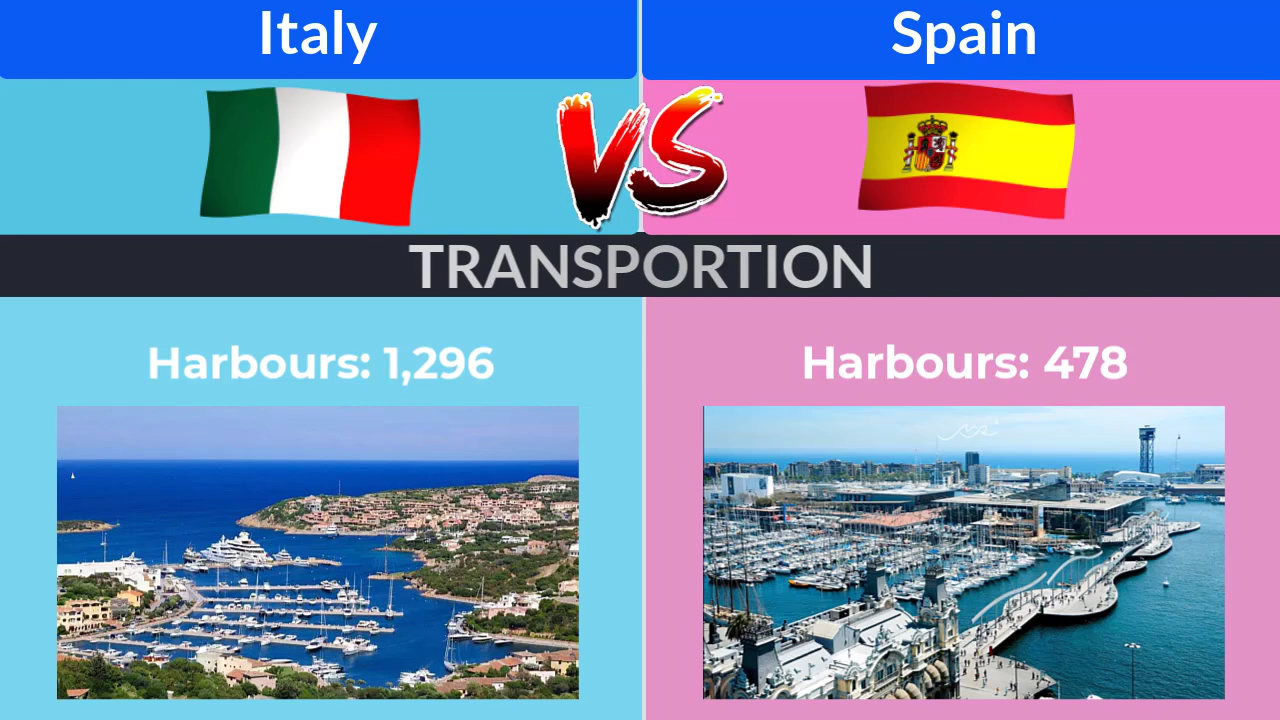 Italy
Spain
VS
TRANSPORTION
Harbours: 1,296
Harbours: 478